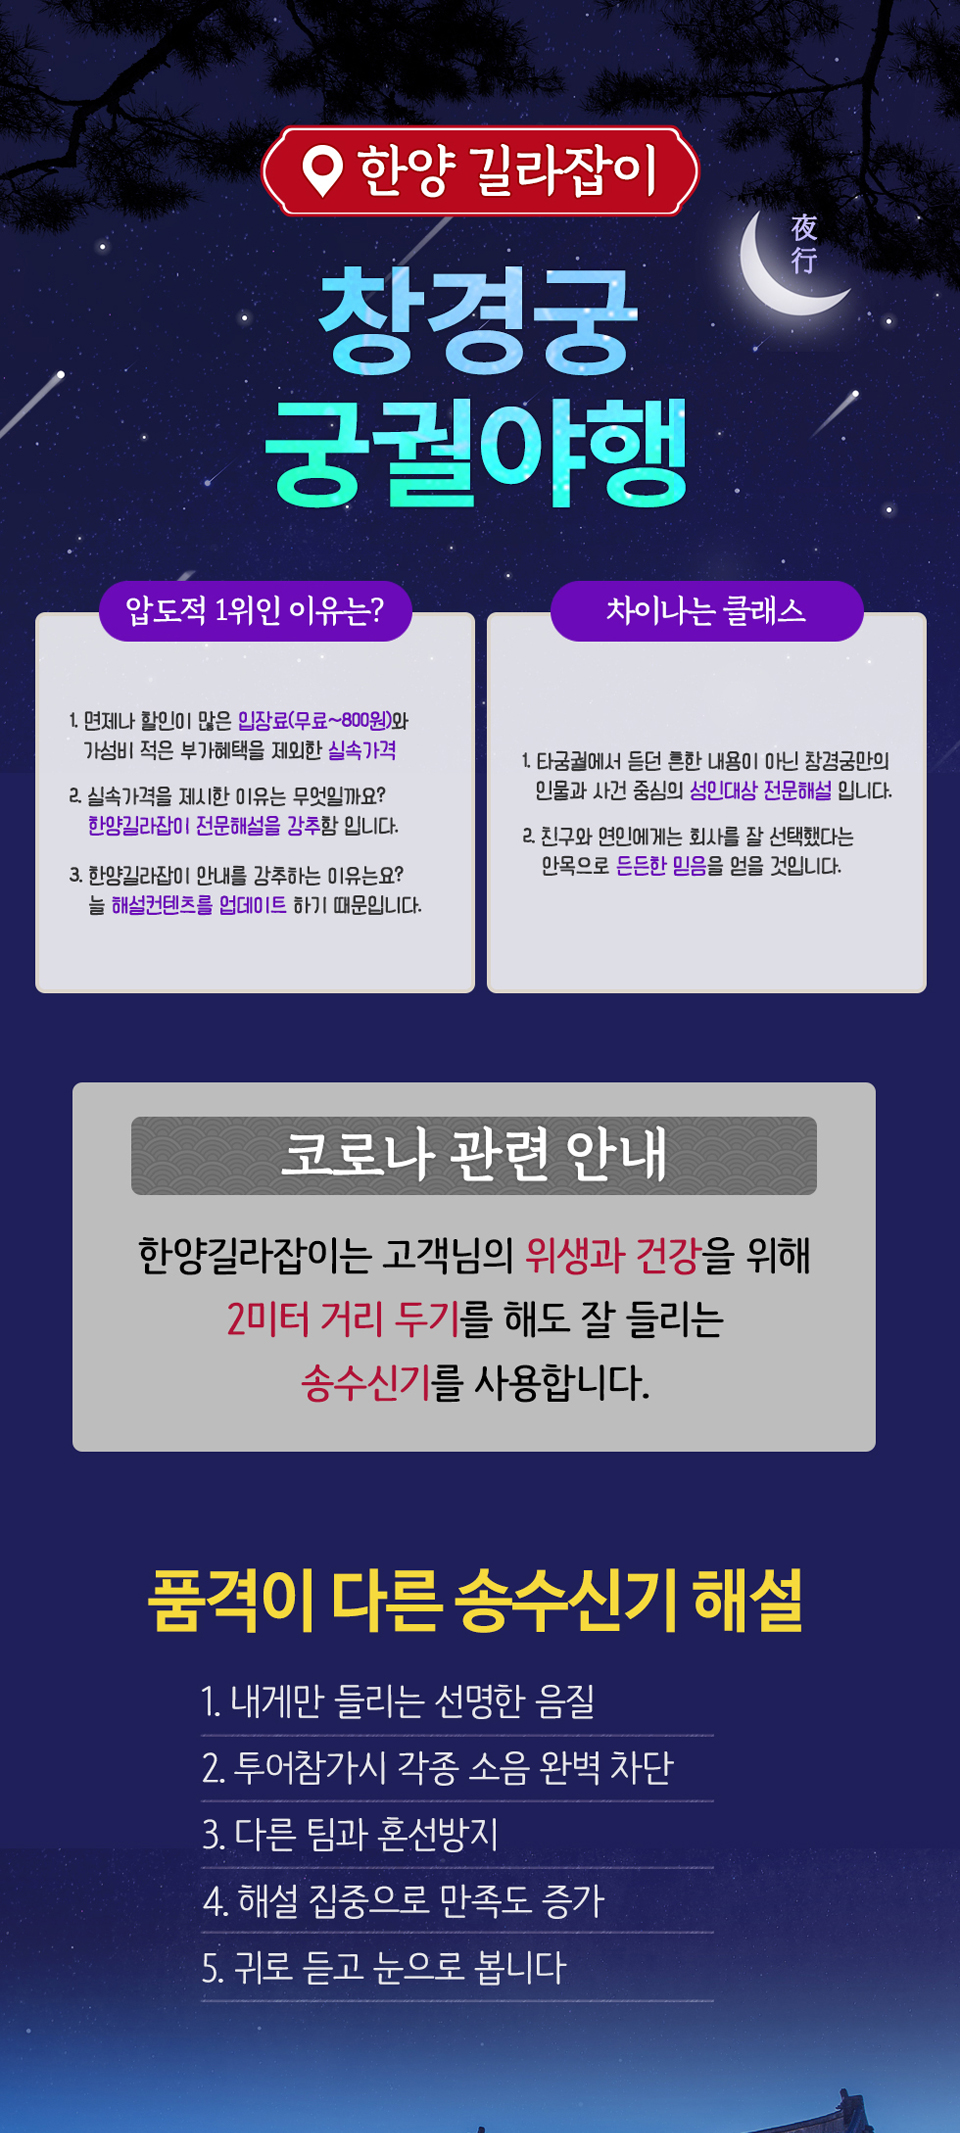 한양 길라잡이
夜行
창경궁
궁궐야행
압도적 1위인 이유는?
1. 면제나 할인이 많은 입장료(무료~800원)와
가성비 적은 부가혜택을 제외한 실속가격
2. 실속가격을 제시한 이유는 무엇일까요?
한양길라잡이 전문해설을 강추함 입니다.
3. 한양길라잡이 안내를 강추하는 이유는요?
늘 해설컨텐츠를 업데이트 하기 때문입니다.
차이나는 클래스
1. 타궁궐에서 듣던 흔한 내용이 아닌 창경궁만의
인물과 사건 중심의 성인대상 전문해설 입니다.
2. 친구와 연인에게는 회사를 잘 선택했다는
안목으로 든든한 믿음을 얻을 것입니다.
코로나 관련 안내
한양길라잡이는 고객님의 위생과 건강을 위해
2미터 거리 두기를 해도 잘 들리는
송수신기를 사용합니다.
품격이 다른 송수신기 해설
1. 내게만 들리는 선명한 음질
2. 투어참가시 각종 소음 완벽 차단
3. 다른 팀과 혼선방지
4. 해설 집중으로 만족도 증가
5. 귀로 듣고 눈으로 봅니다